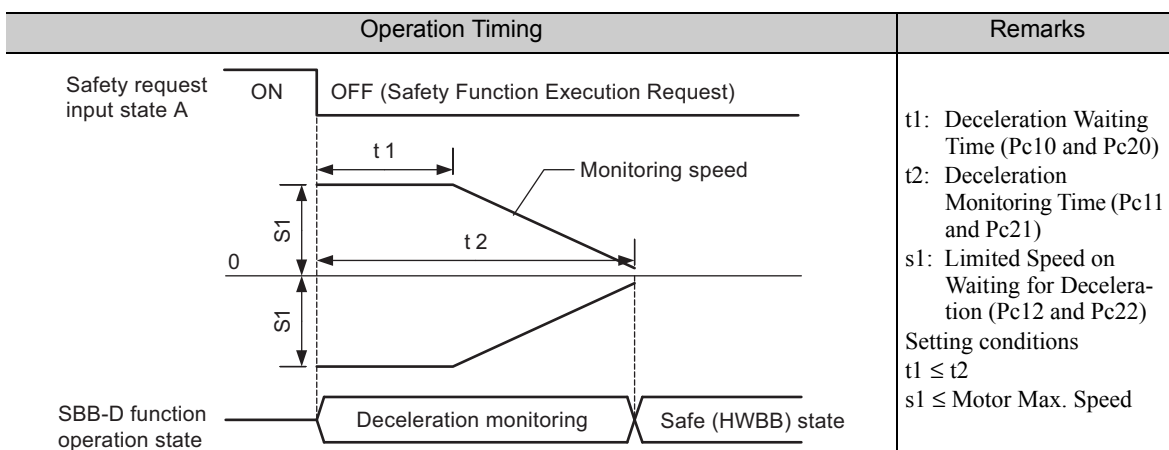 Operation Timing
Remarks
Safety request
input state A
ON
OFF (Safety Function Execution Request)
t 1
Monitoring speed
S1
t 2
0
S1
SBB-D function
operation state
Deceleration monitoring
Safe (HWBB) state
t1: Deceleration Waiting
Time (Pc10 and Pc20)
t2: Deceleration
Monitoring Time (Pc11
and Pc21)
s1: Limited Speed on
Waiting for Decelera-
tion (Pc12 and Pc22)
Setting conditions
t1 ≤ t2
s1 ≤ Motor Max. Speed